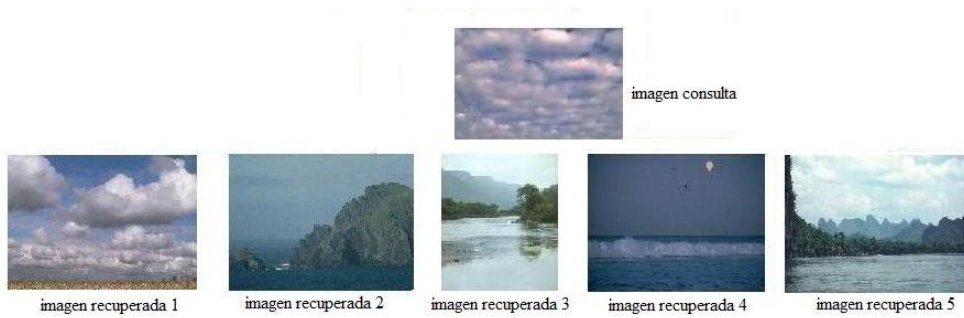 imagen consulta
imagen recuperada 1
imagen recuperada 2
imagen recuperada 3
imagen recuperada 4
imagen recuperada 5